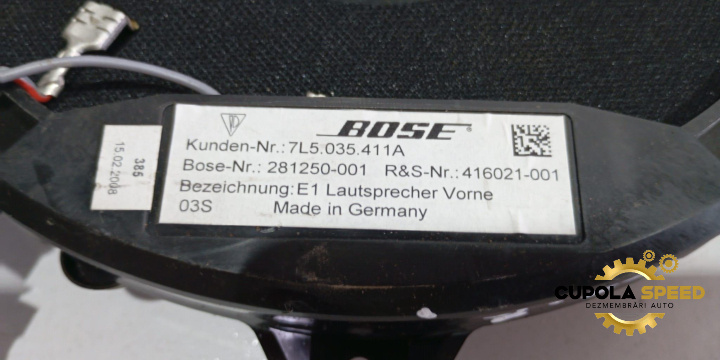 BOSE
Kunden-Nr.:7L5.035.411A
Bose-Nr.: 281250-001 R&S-Nr.:416021-001
Bezeichnung:E1 Lautsprecher Vorne
03S Made in Germany
386
15.02.2008
CUPOLA SPEED
DEZMEMBRĂRI AUTO